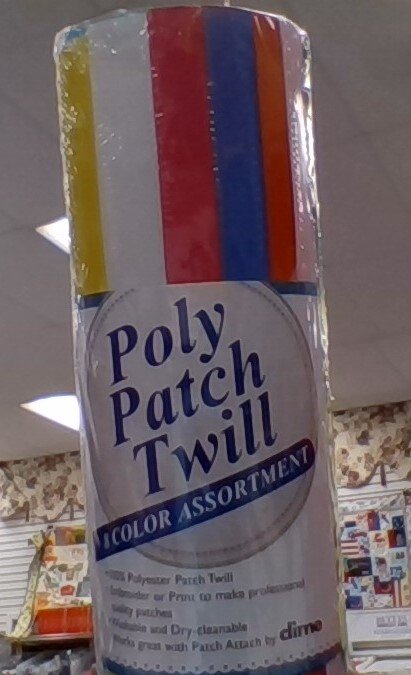 Poly
Patch
Twill
COLOR ASSORTMENT
100% Polyester Patch Twill
Embroider or Print to make professional
quality patches
Washable and Dry-cleanable
Works great with Patch Attach by dime